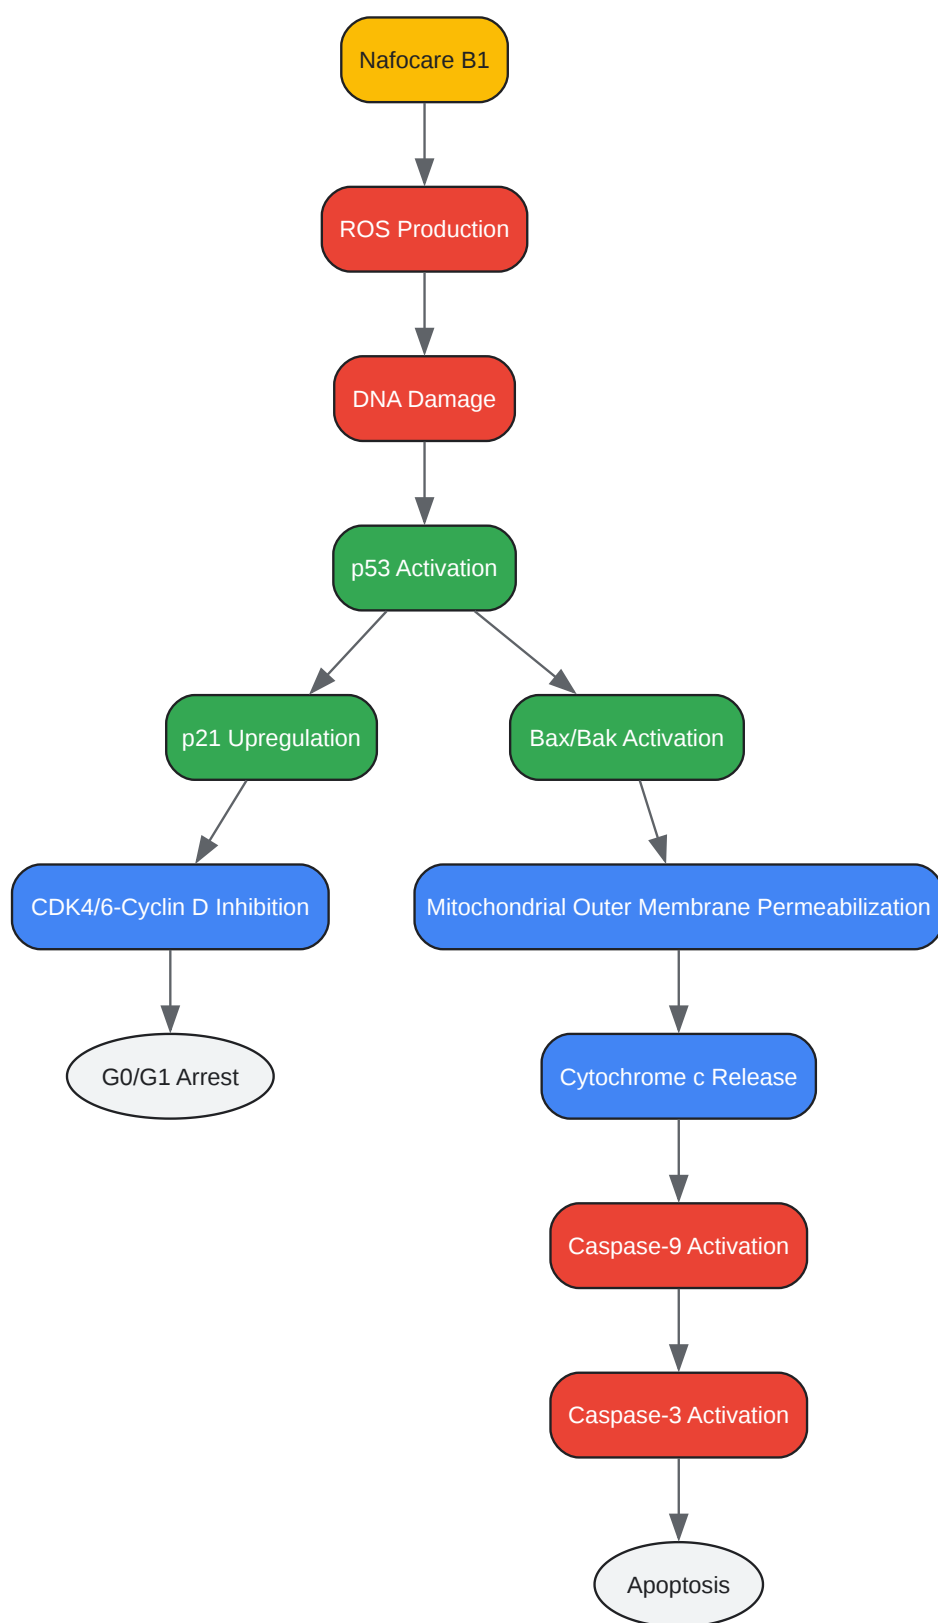 Nafocare B1
ROS Production
DNA Damage
p53 Activation
p21 Upregulation
Bax/Bak Activation
CDK4/6-Cyclin D Inhibition
Mitochondrial Outer Membrane Permeabilization
G0/G1 Arrest
Cytochrome c Release
Caspase-9 Activation
Caspase-3 Activation
Apoptosis